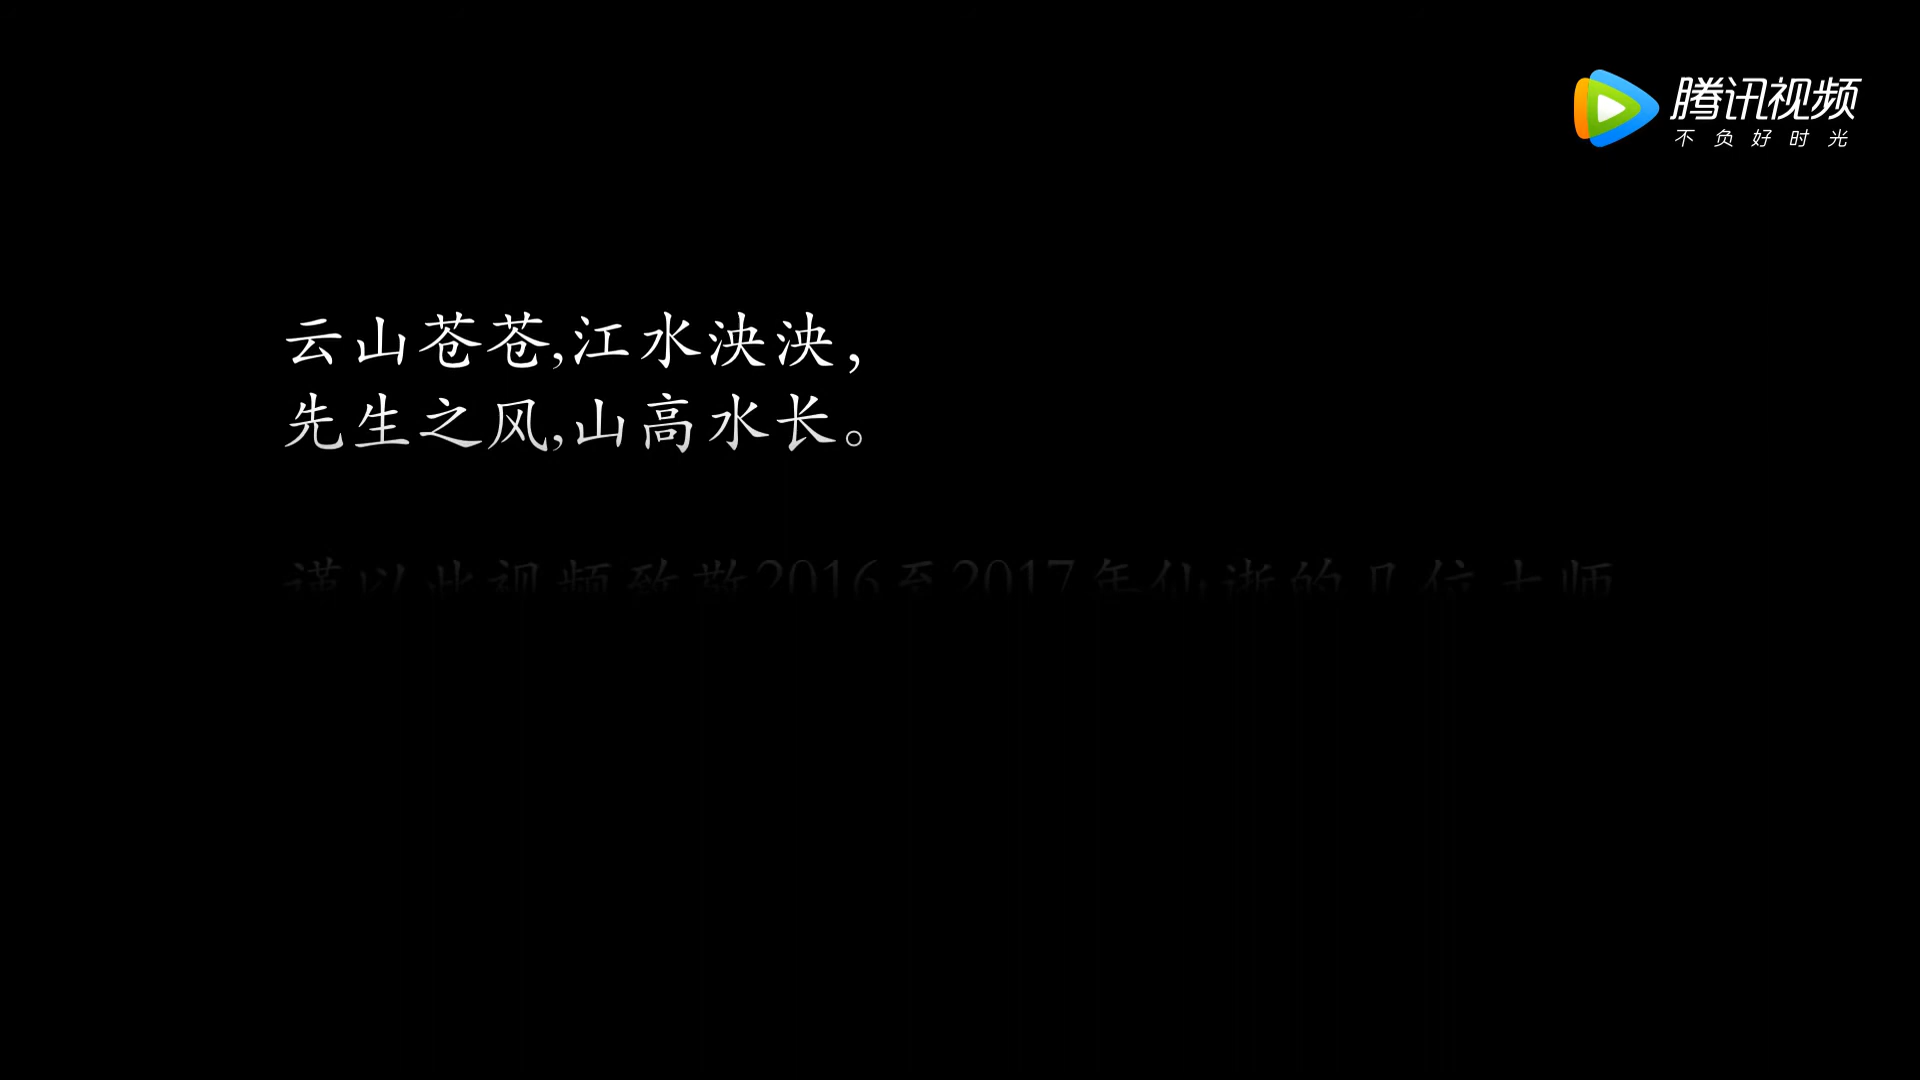 腾讯视频
不负好时光
云山苍苍,江水泱泱，
先生之风,山高水长。
谨以此视频致敬2016至2017年仙逝的几位大师